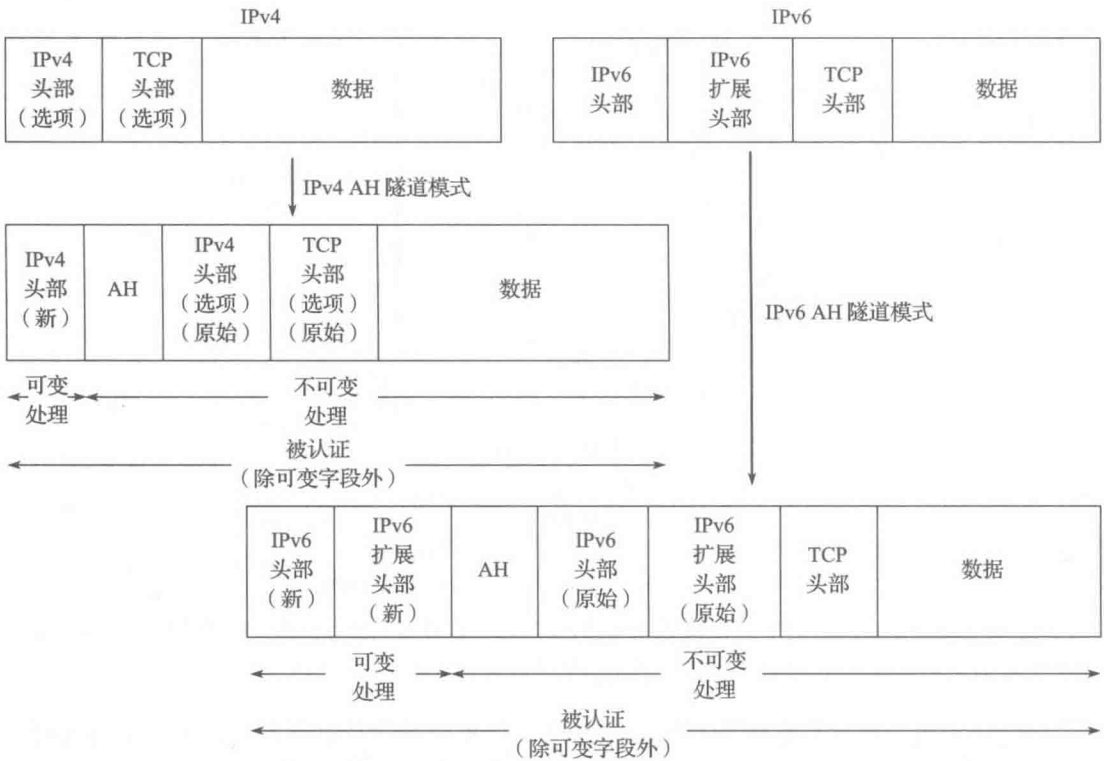 IPv4
IPv6
IPv4
头部
（选项）
TCP
头部
（选项）
数据
IPv6
头部
IPv6
扩展
头部
TCP
头部
数据
IPv4 AH 隧道模式
IPv4
头部
（新）
AH
IPv4
头部
（选项）
（原始）
TCP
头部
（选项）
（原始）
数据
IPv6 AH 隧道模式
可变
处理
不可变
处理
被认证
（除可变字段外）
IPv6
头部
（新）
IPv6
扩展
头部
（新）
AH
IPv6
头部
（原始）
IPv6
扩展
头部
（原始）
TCP
头部
数据
可变
处理
不可变
处理
被认证
（除可变字段外）